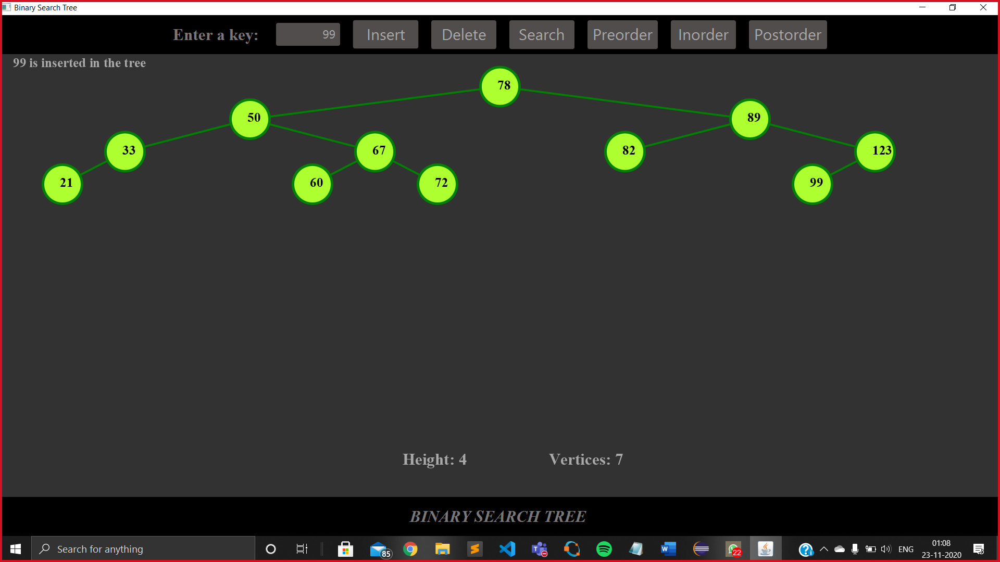 Binary Search Tree
Enter a key: 99 Insert Delete Search Preorder Inorder Postorder
99 is inserted in the tree
78
50 89
33 67 82 123
21 60 72 99
Height: 4 Vertices: 7
BINARY SEARCH TREE
Search for anything 85 T W 22 ENG 01:08
23-11-2020